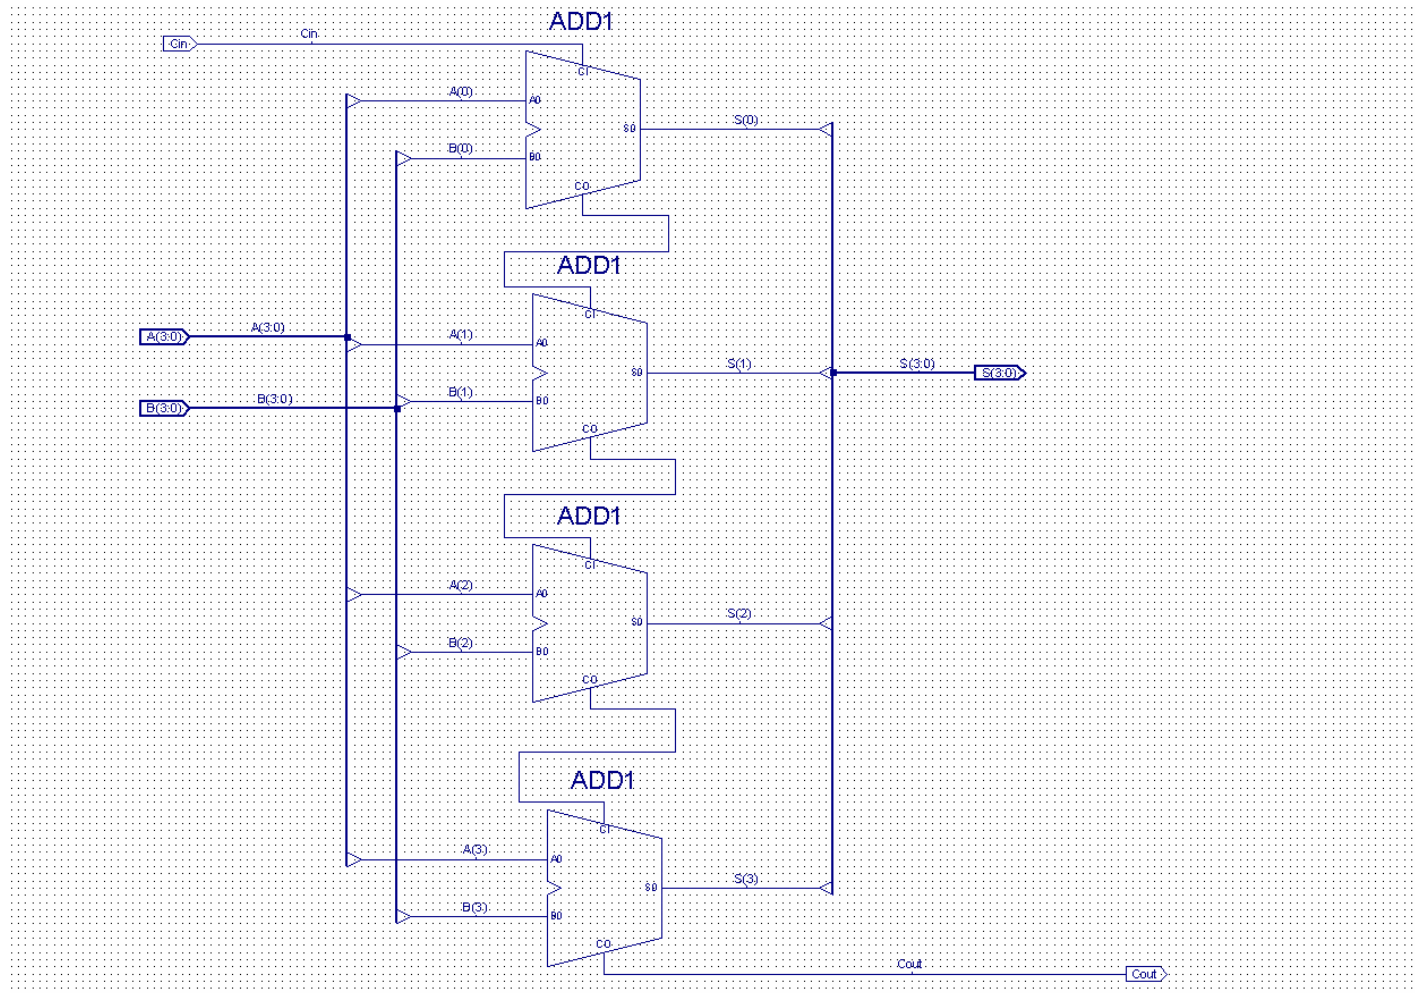 ADD1
Cin
Cin
CI
A(0)
A0
S(0)
S0
B(0)
B0
CO
ADD1
CI
A(3:0)
A(3:0)
A(1)
A0
S(1)
S0
S(3:0)
S(3:0)
B(1)
B0
B(3:0)
B(3:0)
CO
ADD1
CI
A(2)
A0
S(2)
S0
B(2)
B0
CO
ADD1
CI
A(3)
A0
S(3)
S0
B(3)
B0
CO
Cout
Cout